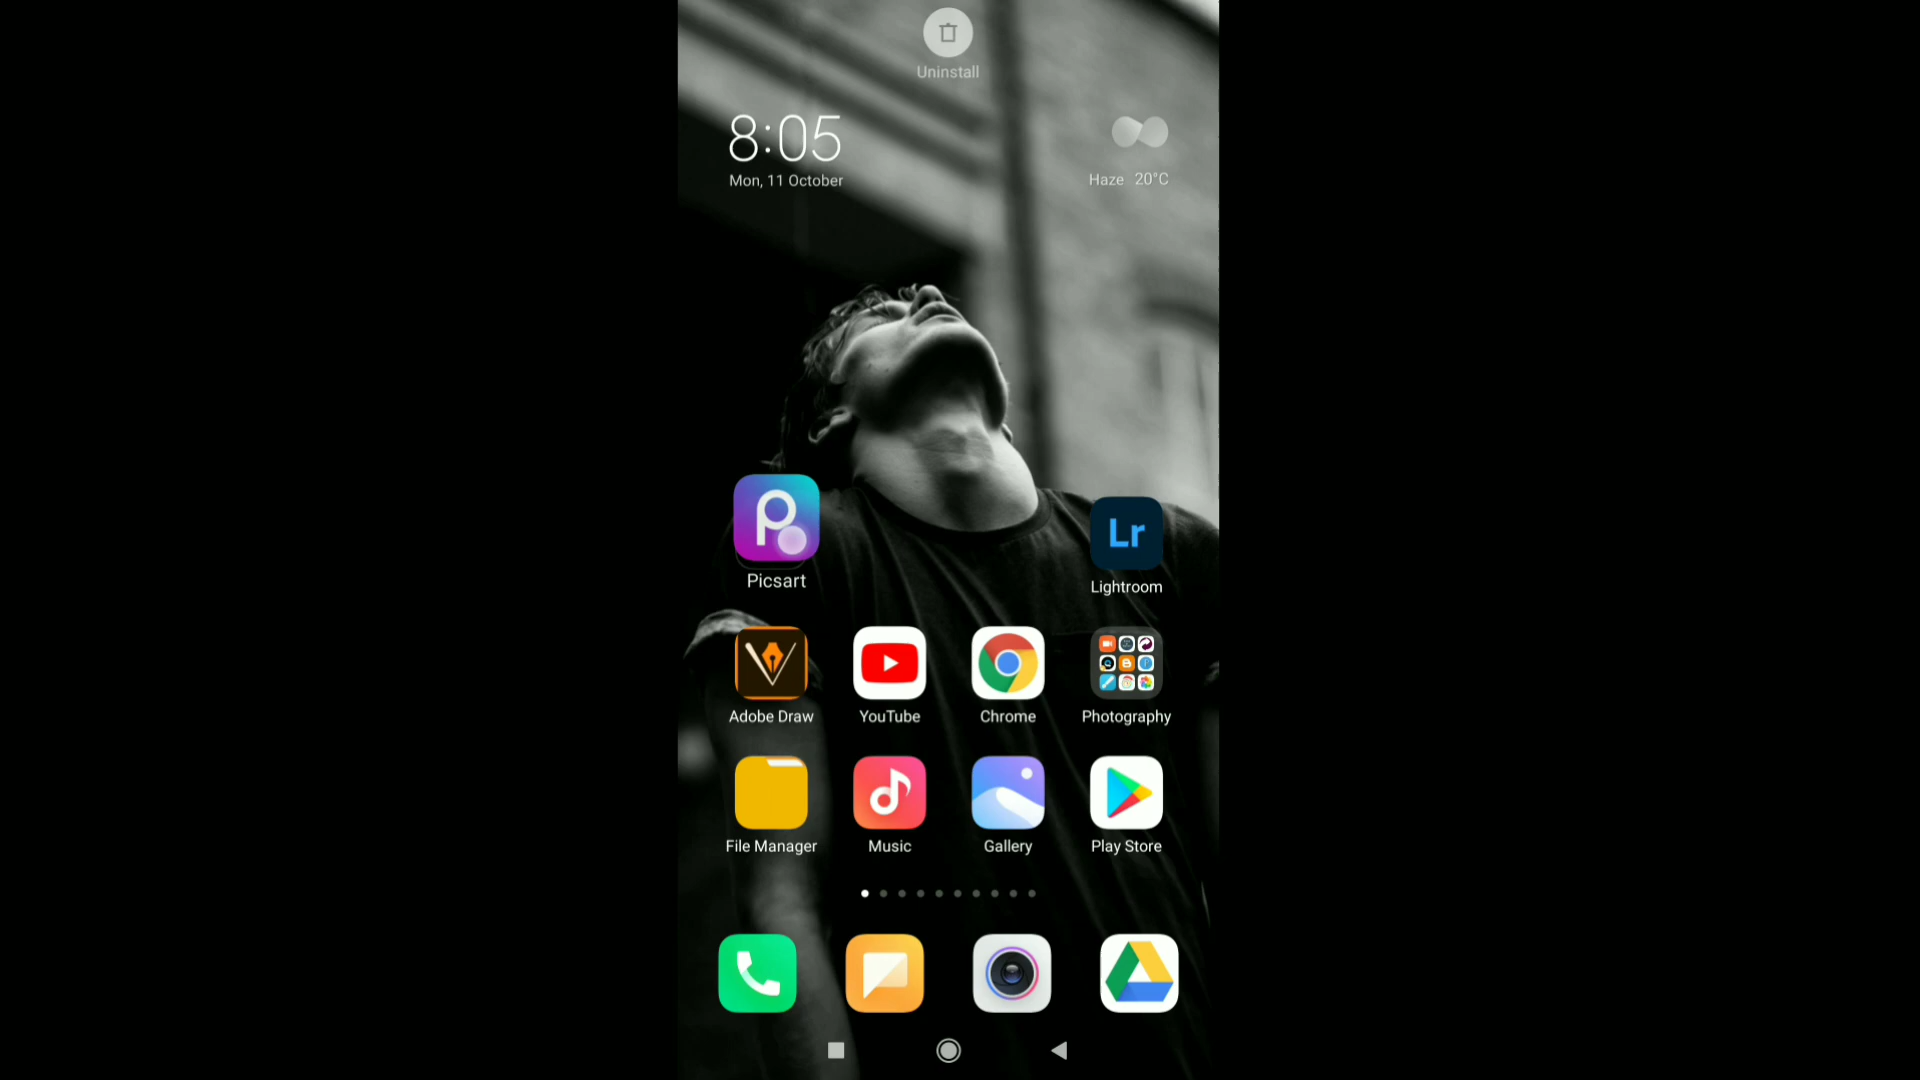 Uninstall
8:05
Mon, 11 October
Haze 20°C
Picsart
Lr
Lightroom
Adobe Draw
YouTube
Chrome
Photography
File Manager
Music
Gallery
Play Store